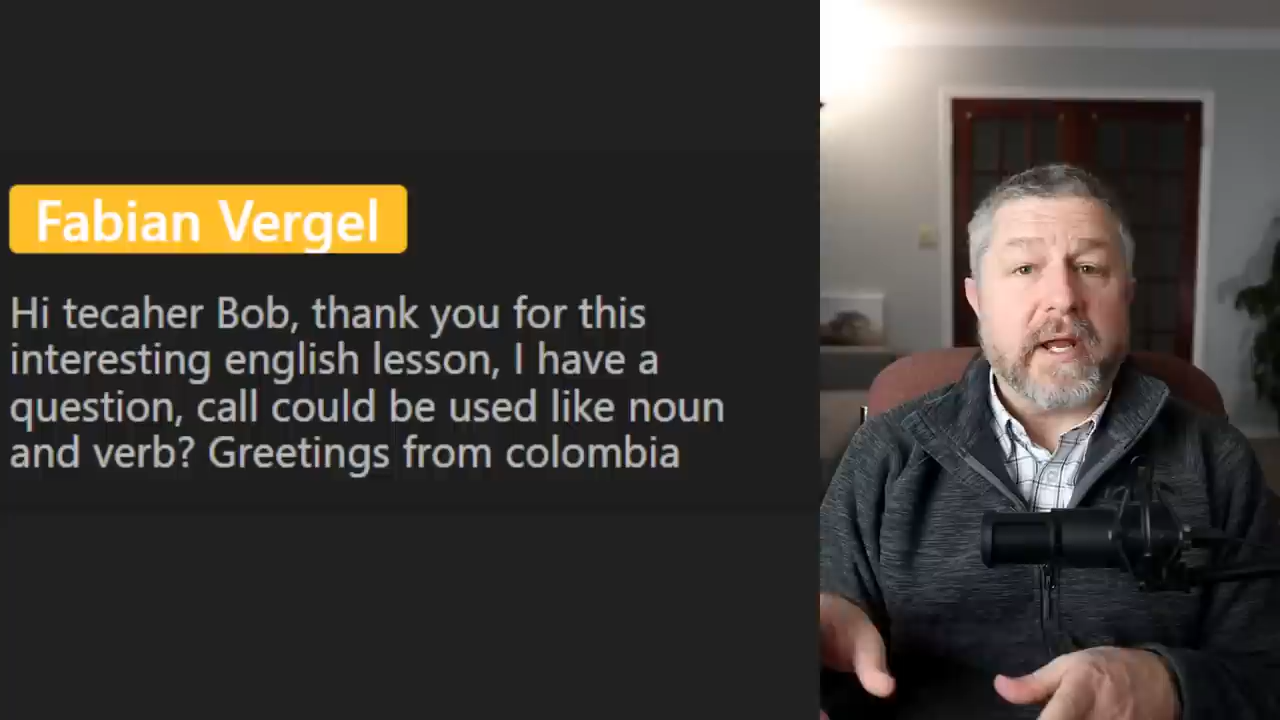 Fabian Vergel
Hi tecaher Bob, thank you for this
interesting english lesson, I have a
question, call could be used like noun
and verb? Greetings from colombia